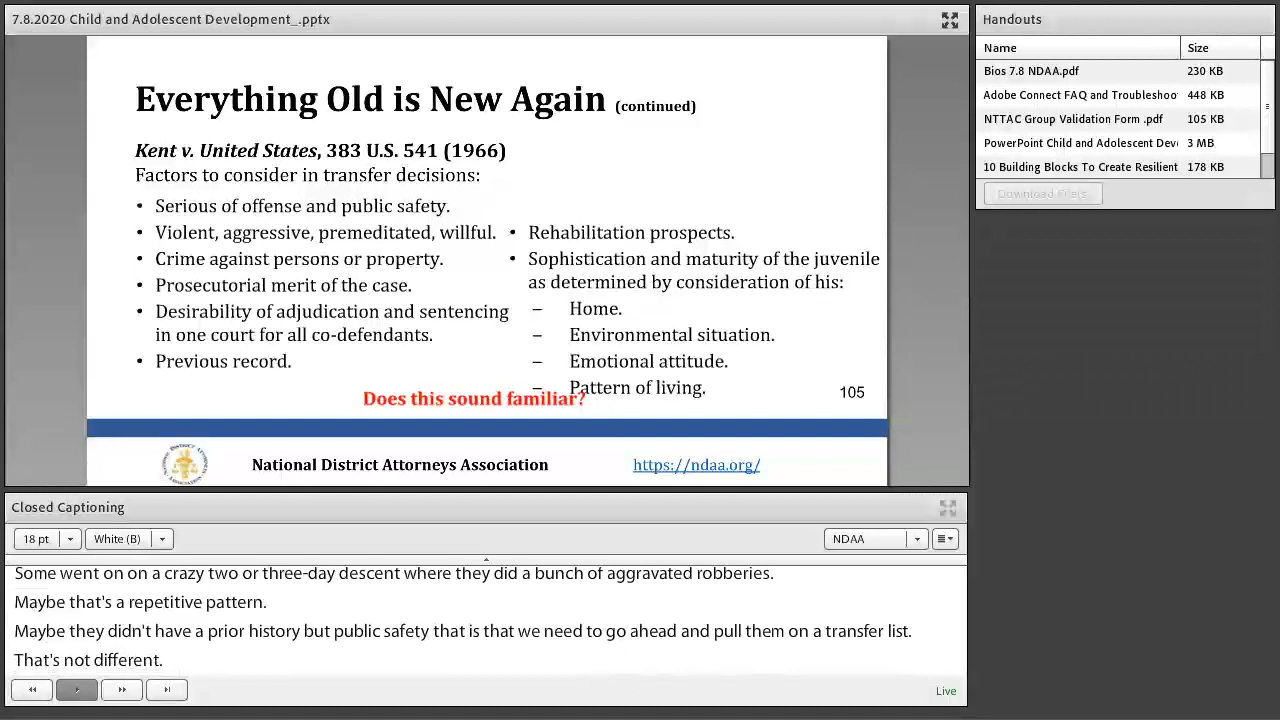 7.8.2020 Child and Adolescent Development_.pptx
Everything Old is New Again (continued)
Kent v. United States, 383 U.S. 541 (1966)
Factors to consider in transfer decisions:
• Serious of offense and public safety.
• Violent, aggressive, premeditated, willful.
• Crime against persons or property.
• Prosecutorial merit of the case.
• Desirability of adjudication and sentencing
in one court for all co-defendants.
• Previous record.
• Rehabilitation prospects.
• Sophistication and maturity of the juvenile
as determined by consideration of his:
– Home.
– Environmental situation.
– Emotional attitude.
– Pattern of living.
Does this sound familiar?
105
National District Attorneys Association
https://ndaa.org/
Handouts
Name Size
Bios 7.8 NDAA.pdf 230 KB
Adobe Connect FAQ and Troubleshoo 448 KB
NTTAC Group Validation Form .pdf 105 KB
PowerPoint Child and Adolescent Dev 3 MB
10 Building Blocks To Create Resilient 178 KB
Download File(s)
Closed Captioning
18 pt White (B) NDAA
Some went on on a crazy two or three-day descent where they did a bunch of aggravated robberies.
Maybe that's a repetitive pattern.
Maybe they didn't have a prior history but public safety that is that we need to go ahead and pull them on a transfer list.
That's not different.
Live